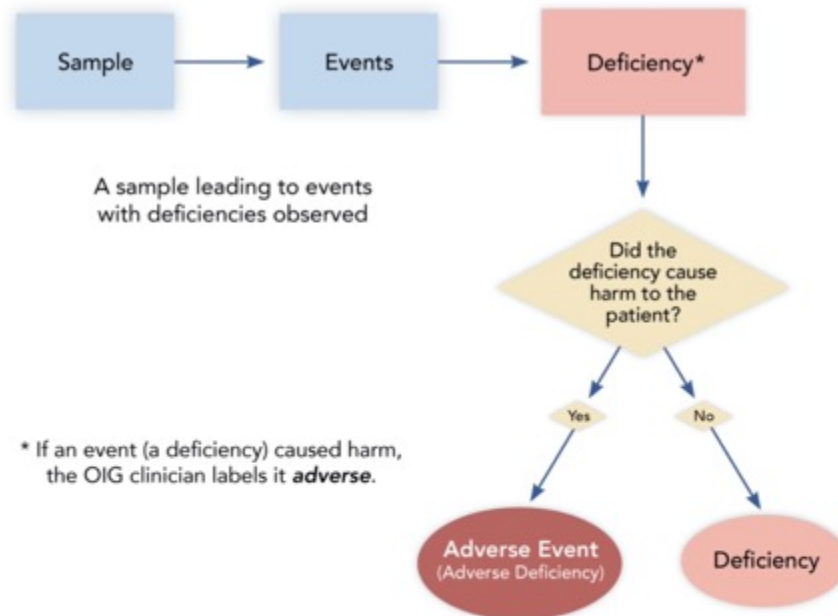 Sample
Events
Deficiency*
A sample leading to events
with deficiencies observed
Did the
deficiency cause
harm to the
patient?
Yes
No
* If an event (a deficiency) caused harm,
the OIG clinician labels it adverse.
Adverse Event
(Adverse Deficiency)
Deficiency